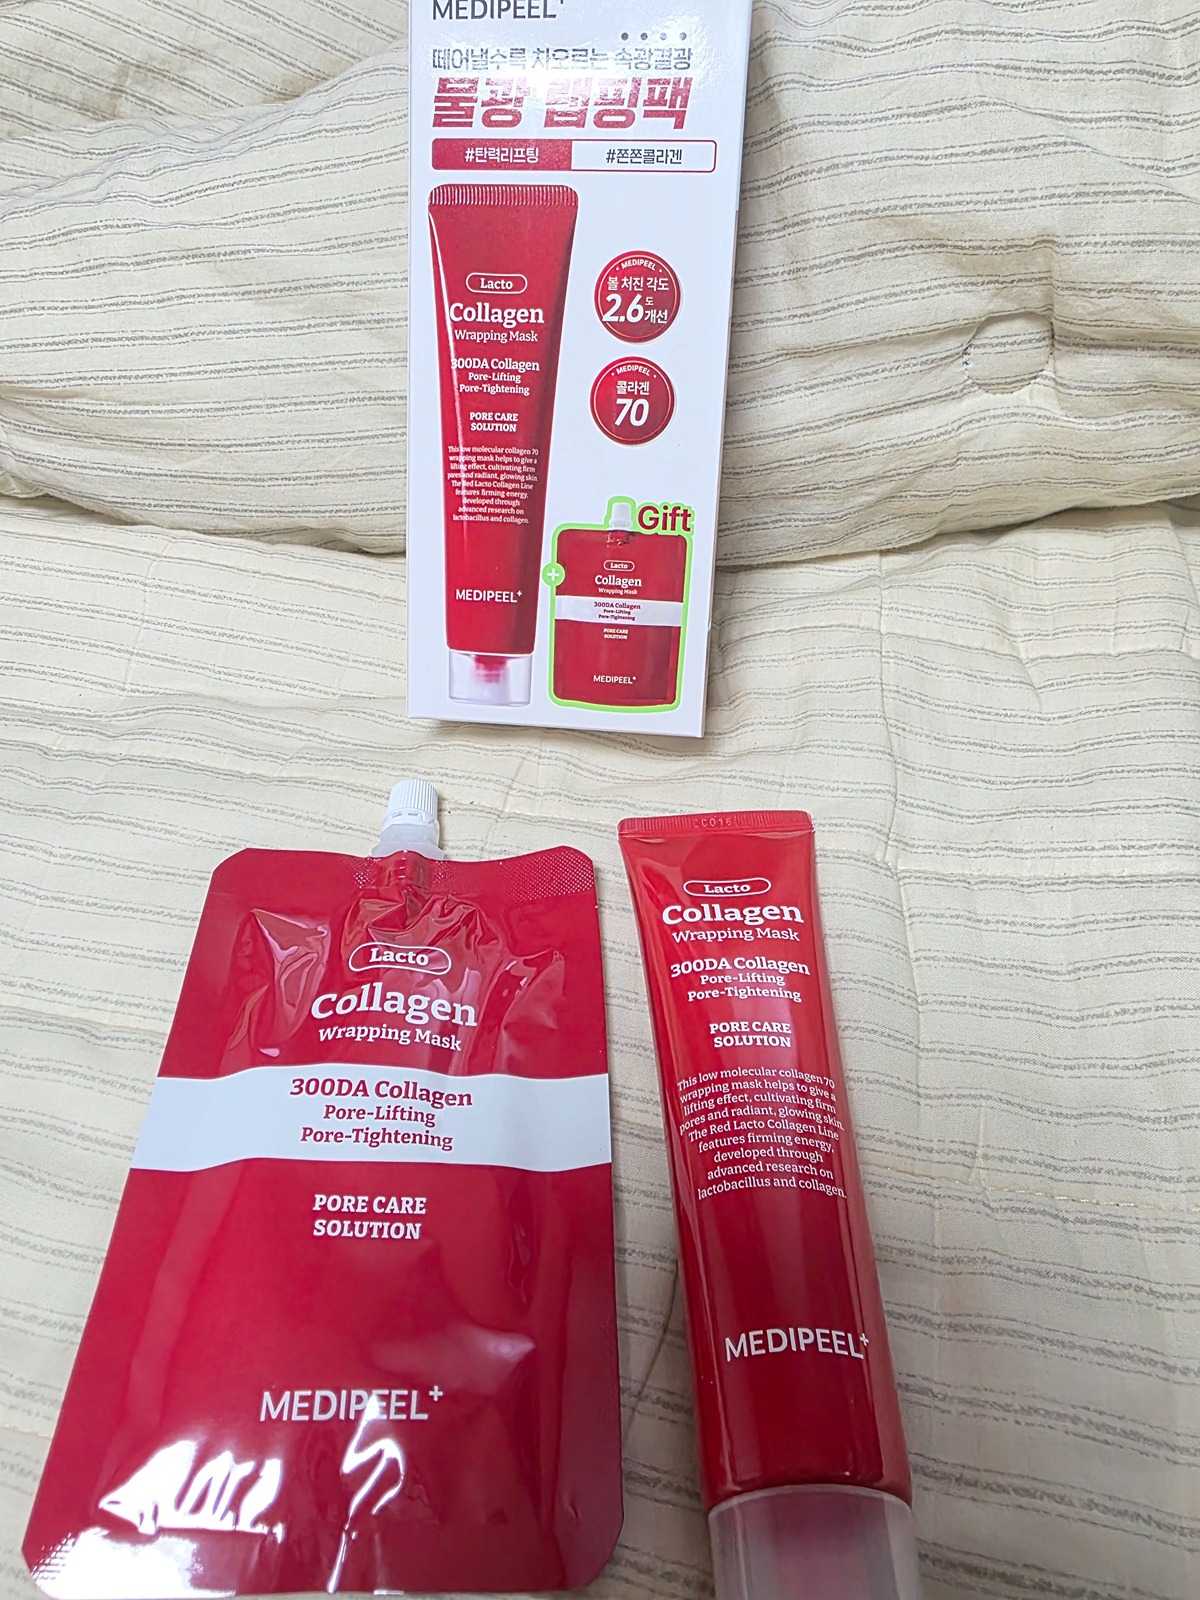 MEDIPEEL+
떼어낼수록 차오르는 속광결광
물광 랩핑팩
#탄력리프팅
#쫀쫀콜라겐
Lacto
Collagen
Wrapping Mask
300DA Collagen
Pore-Lifting
Pore-Tightening
PORE CARE
SOLUTION
This low molecular collagen 70
wrapping mask helps to give a
lifting effect, cultivating firm
pores and radiant, glowing skin.
The Red Lacto Collagen Line
features firming energy,
developed through
advanced research on
lactobacillus and collagen.
MEDIPEEL+
MEDIPEEL
볼 처진 각도
2.6도
개선
MEDIPEEL
콜라겐
70
Gift
+
Lacto
Collagen
Wrapping Mask
300DA Collagen
Pore-Lifting
Pore-Tightening
PORE CARE
SOLUTION
MEDIPEEL+
Lacto
Collagen
Wrapping Mask
300DA Collagen
Pore-Lifting
Pore-Tightening
PORE CARE
SOLUTION
MEDIPEEL+
Lacto
Collagen
Wrapping Mask
300DA Collagen
Pore-Lifting
Pore-Tightening
PORE CARE
SOLUTION
This low molecular collagen 70
wrapping mask helps to give a
lifting effect, cultivating firm
pores and radiant, glowing skin.
The Red Lacto Collagen Line
features firming energy,
developed through
advanced research on
lactobacillus and collagen.
MEDIPEEL+